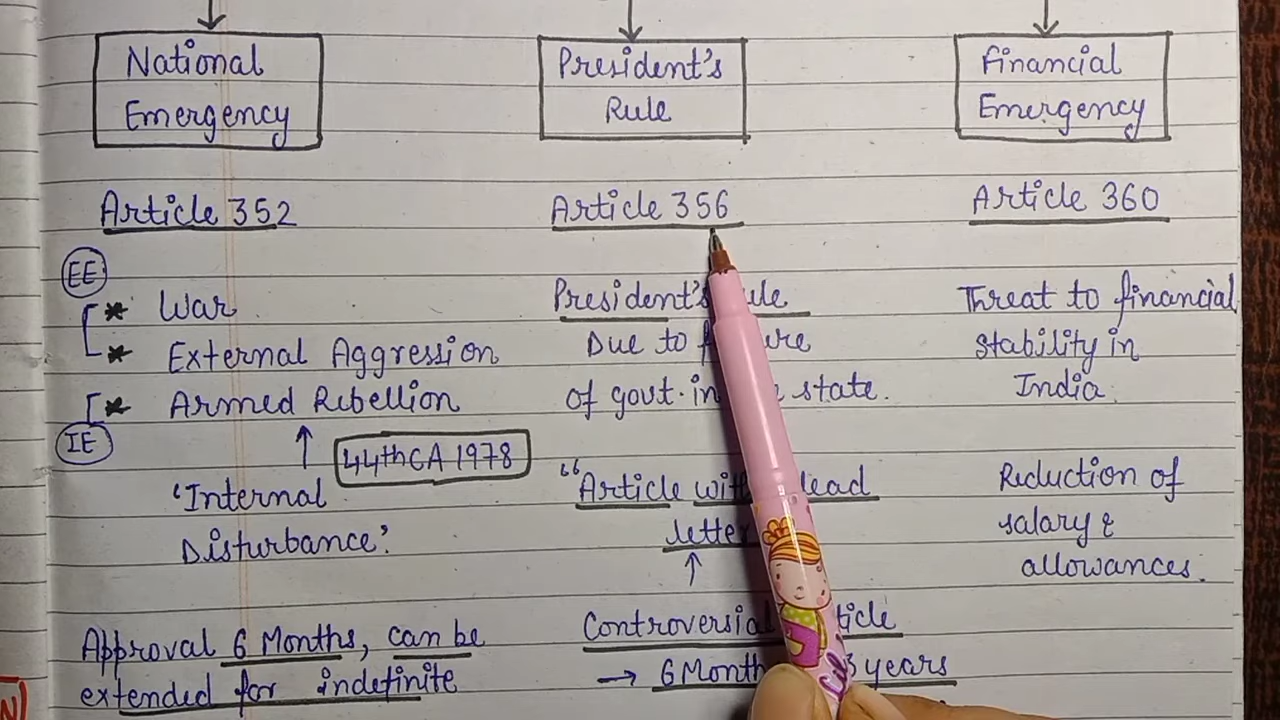 National
Emergency
Article 352
EE
* War
* External Aggression
* Armed Rebellion
IE
44th CA 1978
'Internal
Disturbance'
Approval 6 Months, can be
extended for indefinite
President's
Rule
Article 356
President's
Due to
of govt. in state.
"Article
Controversial
→ 6 3 years
Financial
Emergency
Article 360
Threat to financial
stability in
India.
Reduction of
salary &
allowances.